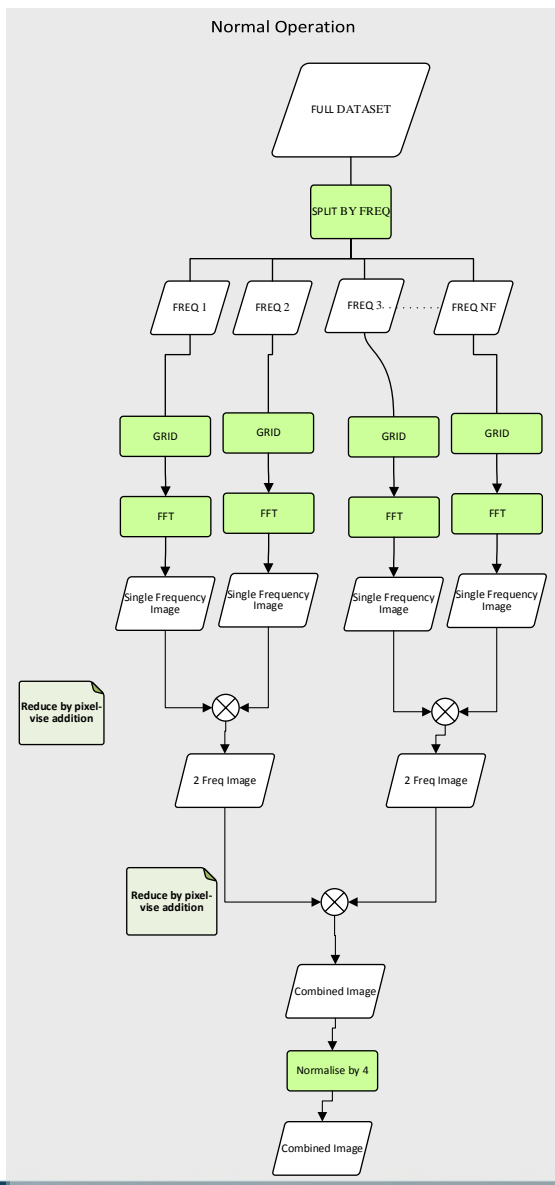 Normal Operation
FULL DATASET
SPLIT BY FREQ
FREQ 1
FREQ 2
FREQ 3. . . . . . . . .
FREQ NF
GRID
GRID
GRID
GRID
FFT
FFT
FFT
FFT
Single Frequency
Image
Single Frequency
Image
Single Frequency
Image
Single Frequency
Image
Reduce by pixel-
vise addition
2 Freq Image
2 Freq Image
Reduce by pixel-
vise addition
Combined Image
Normalise by 4
Combined Image